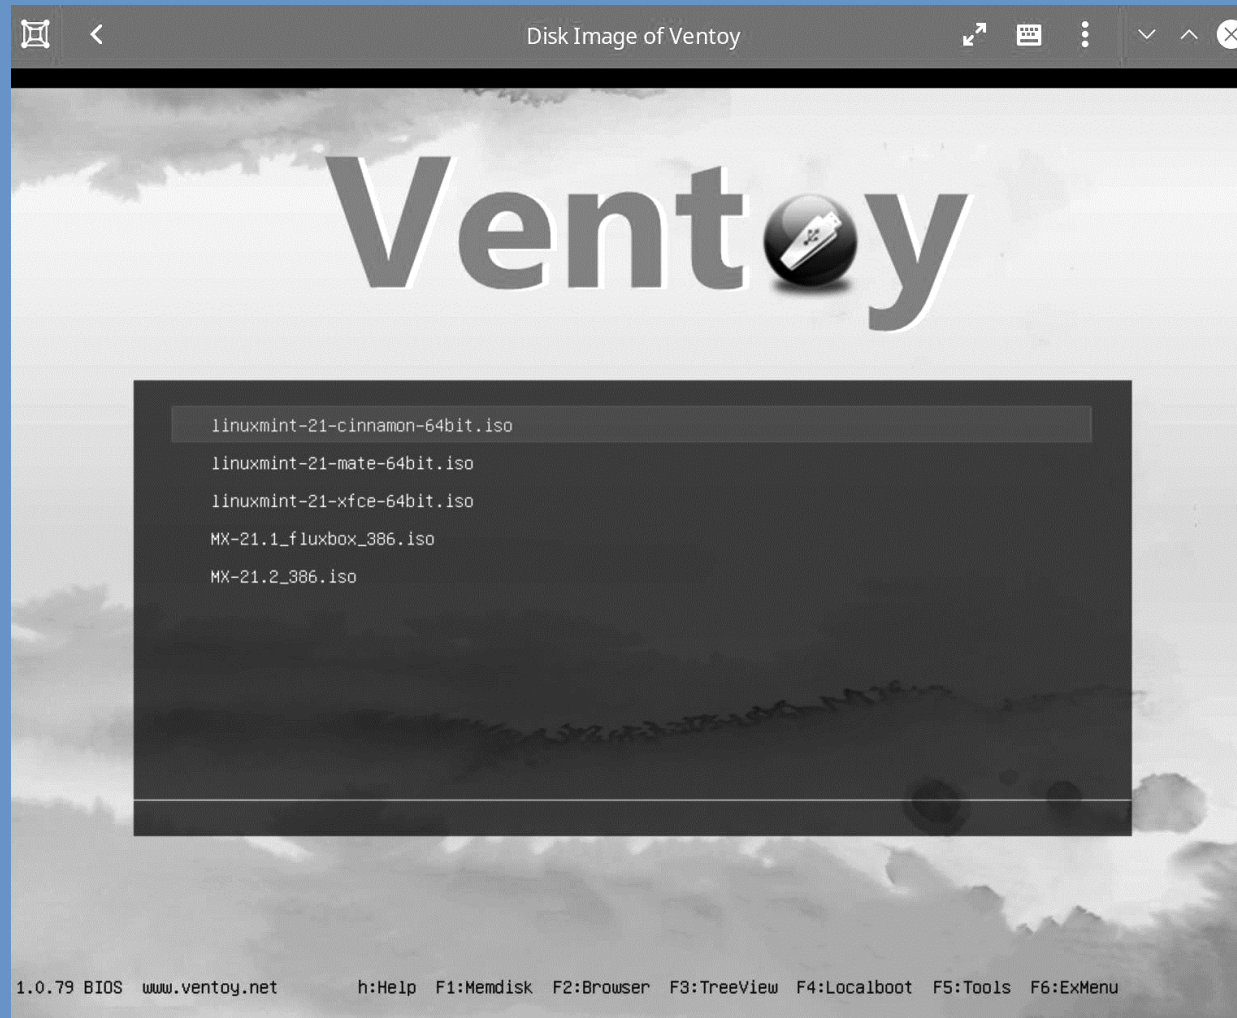 Disk Image of Ventoy
Ventoy
linuxmint-21-cinnamon-64bit.iso
linuxmint-21-mate-64bit.iso
linuxmint-21-xfce-64bit.iso
MX-21.1_fluxbox_386.iso
MX-21.2_386.iso
1.0.79 BIOS www.ventoy.net h:Help F1:Memdisk F2:Browser F3:TreeView F4:Localboot F5:Tools F6:ExMenu